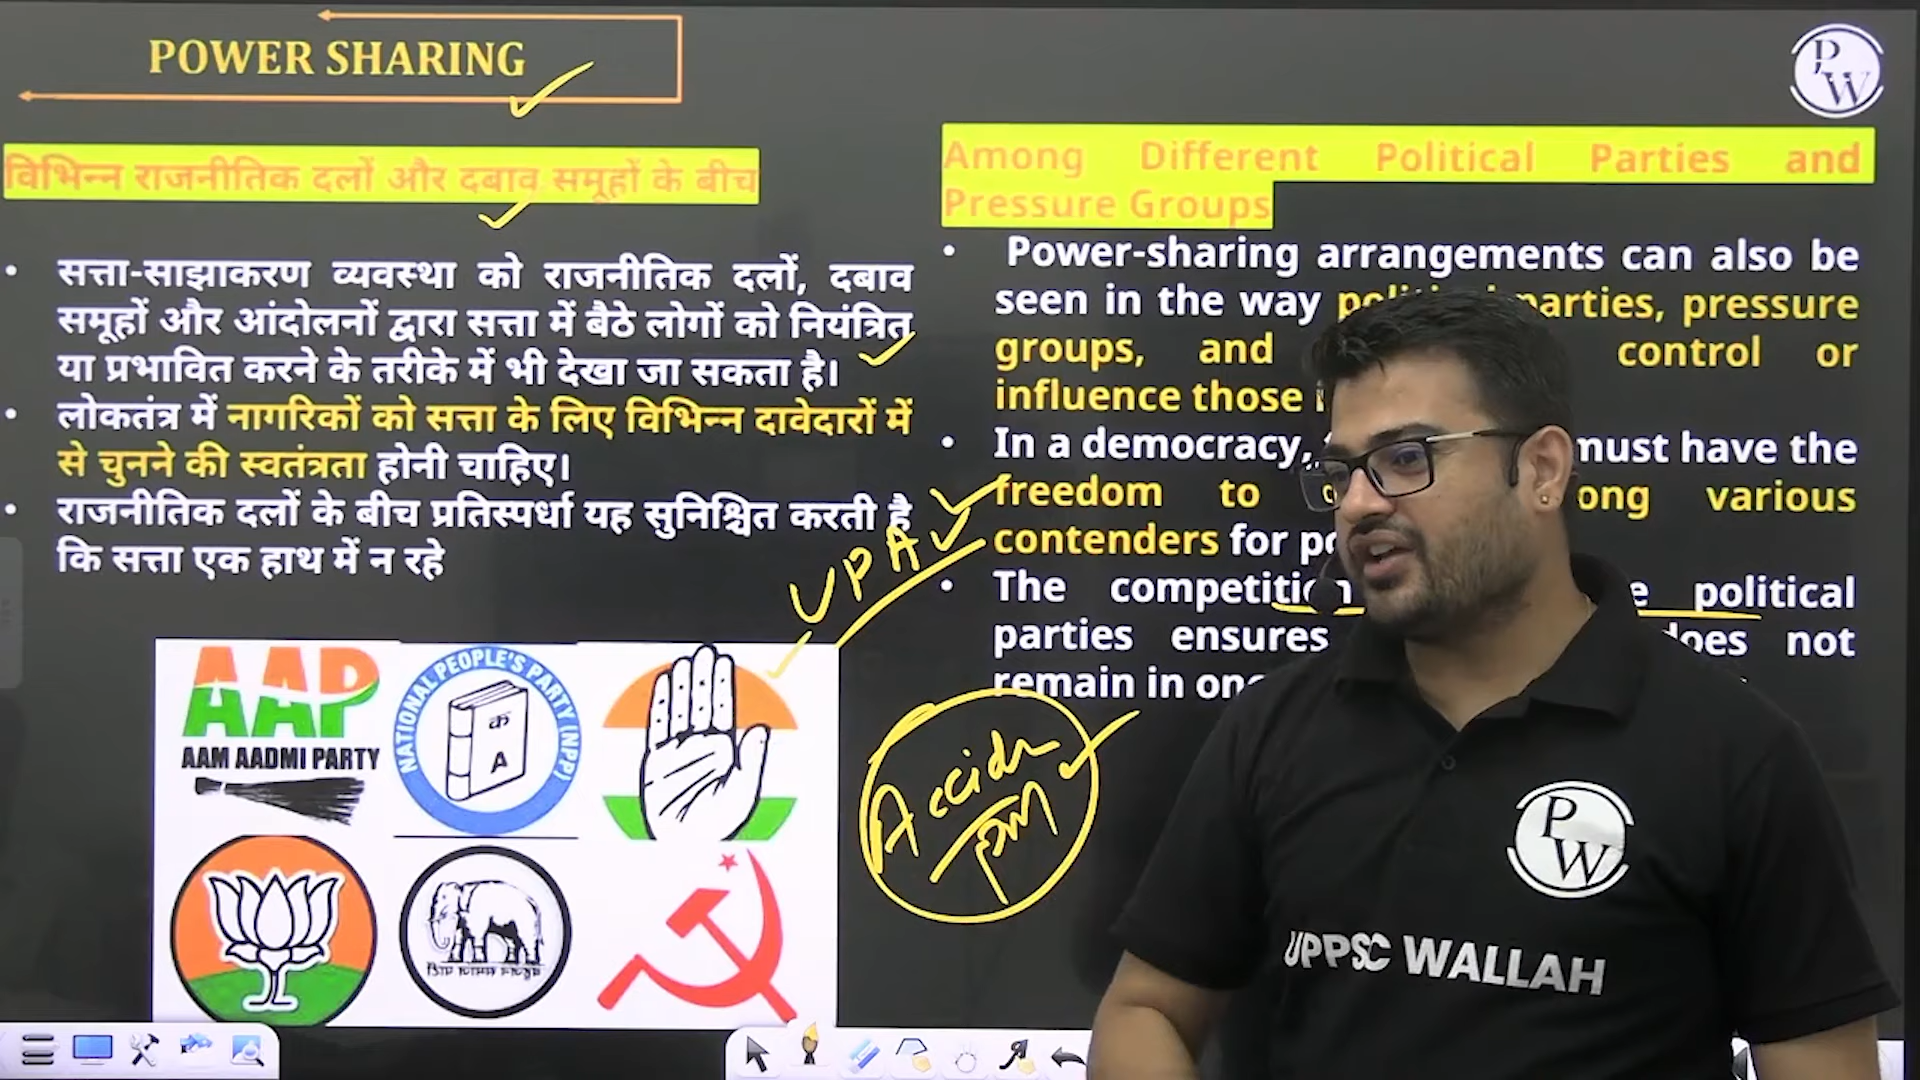 POWER SHARING
PW
विभिन्न राजनीतिक दलों और दबाव समूहों के बीच
• सत्ता-साझाकरण व्यवस्था को राजनीतिक दलों, दबाव
समूहों और आंदोलनों द्वारा सत्ता में बैठे लोगों को नियंत्रित
या प्रभावित करने के तरीके में भी देखा जा सकता है।
• लोकतंत्र में नागरिकों को सत्ता के लिए विभिन्न दावेदारों में
से चुनने की स्वतंत्रता होनी चाहिए।
• राजनीतिक दलों के बीच प्रतिस्पर्धा यह सुनिश्चित करती है
कि सत्ता एक हाथ में न रहे
Among Different Political Parties and
Pressure Groups
• Power-sharing arrangements can also be
seen in the way parties, pressure
groups, and control or
influence those
• In a democracy, must have the
freedom to various
contenders for
• The competition political
parties ensures does not
remain in
UPA
AAP
AAM AADMI PARTY
NATIONAL PEOPLE'S PARTY (NPP)
क
A
PM
PW
UPPSC WALLAH